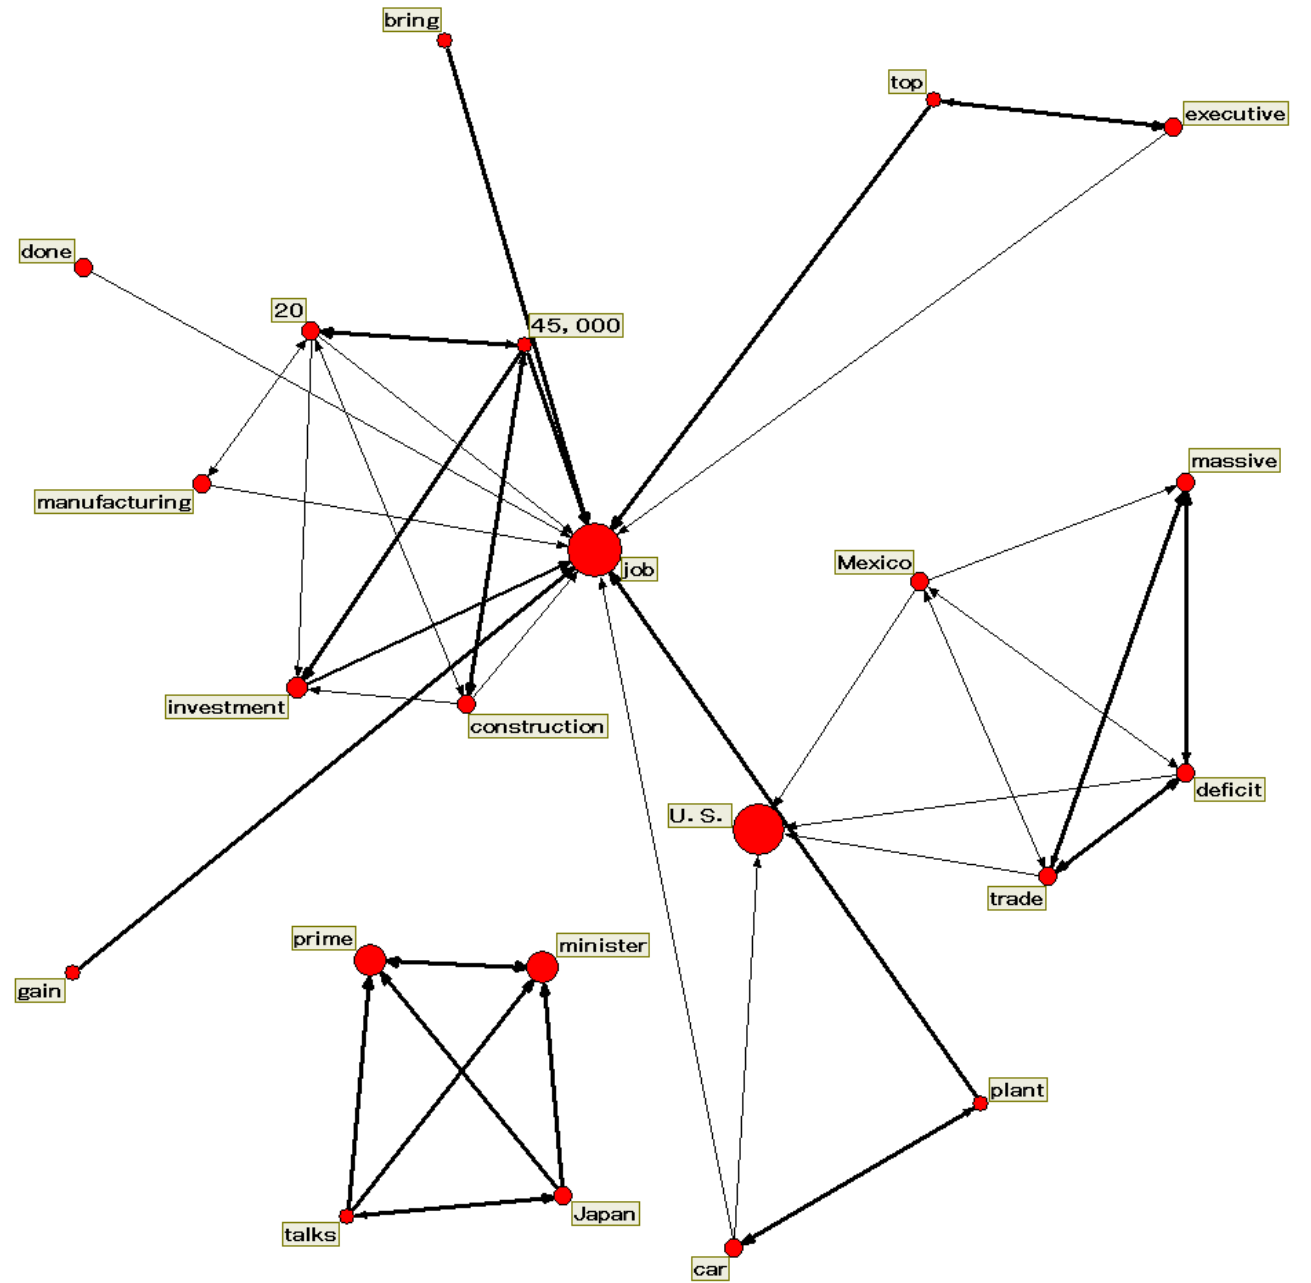 bring
top
executive
done
20
45,000
massive
manufacturing
Mexico
job
investment
construction
deficit
U.S.
trade
prime
minister
gain
plant
Japan
talks
car